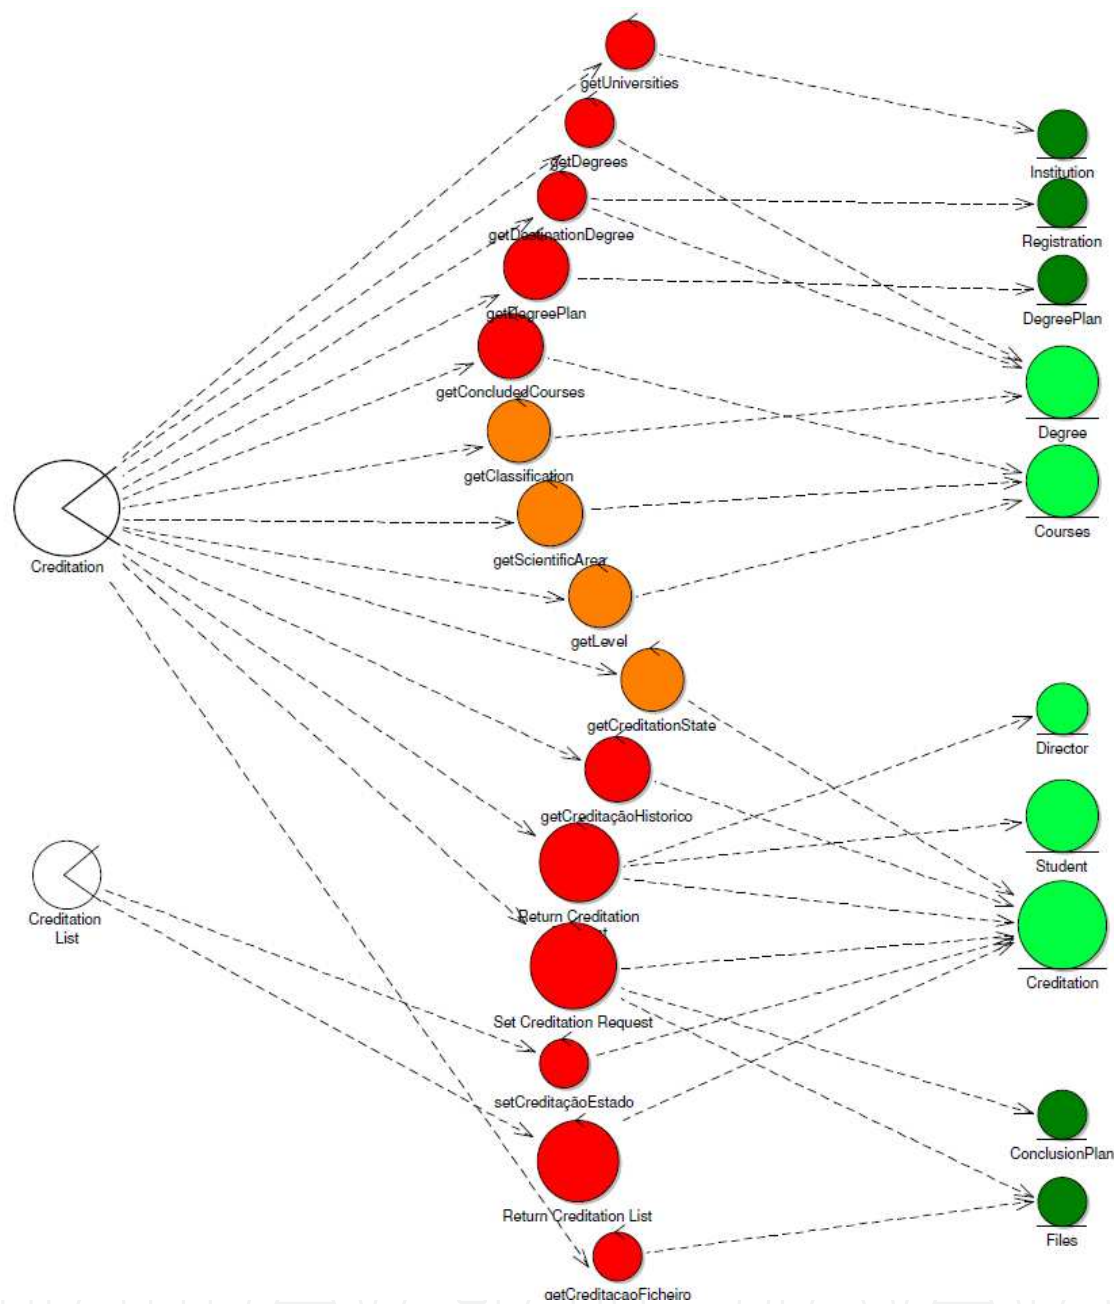 getUniversities
Institution
getDegrees
Registration
getDestinationDegree
DegreePlan
getDegreePlan
getConcludedCourses
Degree
getClassification
Courses
getScientificArea
Creditation
getLevel
getCreditationState
Director
getCreditaçãoHistorico
Student
Return Creditation
Creditation
List
Creditation
Set Creditation Request
setCreditaçãoEstado
ConclusionPlan
Return Creditation List
Files
getCreditacaoFicheiro